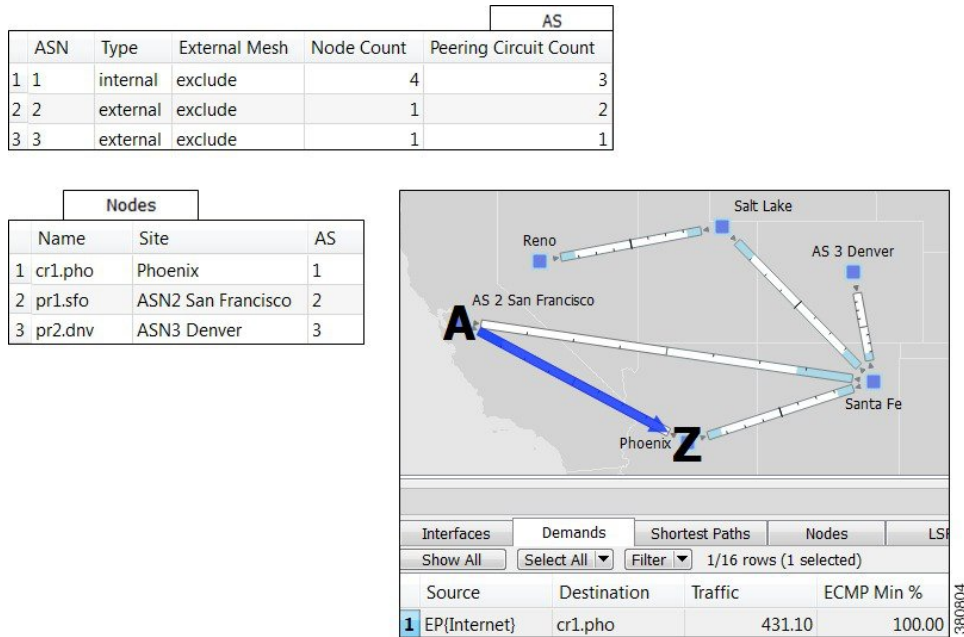 AS
ASN Type External Mesh Node Count Peering Circuit Count
1 1 internal exclude 4 3
2 2 external exclude 1 2
3 3 external exclude 1 1
Nodes
Name Site AS
1 cr1.pho Phoenix 1
2 pr1.sfo ASN2 San Francisco 2
3 pr2.dnv ASN3 Denver 3
Salt Lake
Reno
AS 3 Denver
AS 2 San Francisco
A
Santa Fe
Phoenix
Z
Interfaces Demands Shortest Paths Nodes LSP
Show All Select All Filter 1/16 rows (1 selected)
Source Destination Traffic ECMP Min %
1 EP{Internet} cr1.pho 431.10 100.00
380804